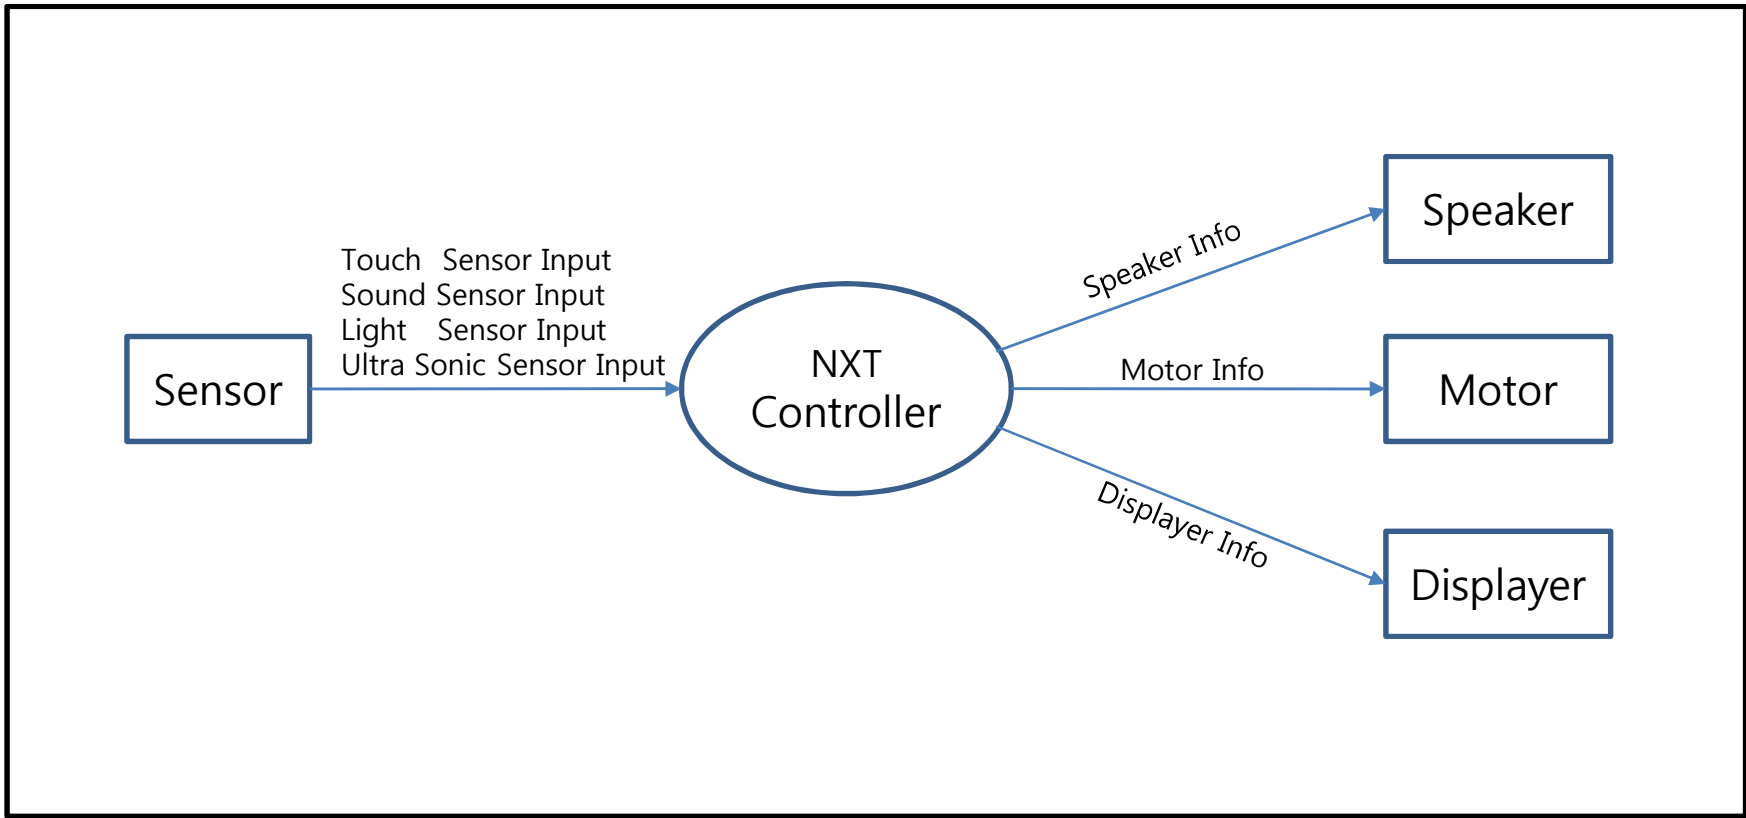 Touch Sensor Input
Sound Sensor Input
Light Sensor Input
Ultra Sonic Sensor Input
Sensor
NXT
Controller
Speaker Info
Motor Info
Displayer Info
Speaker
Motor
Displayer